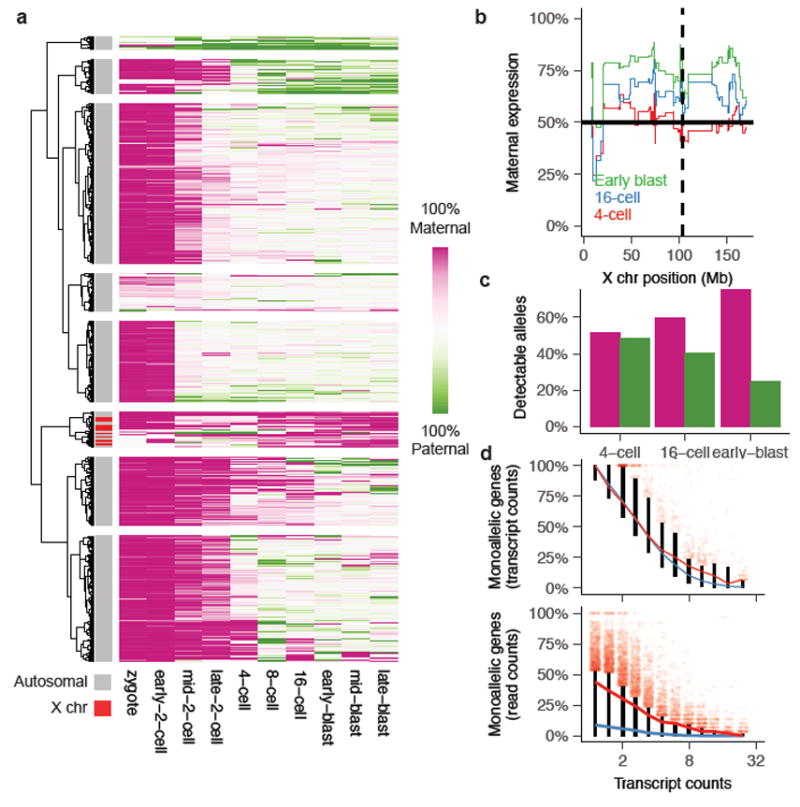 a
100%
Maternal
100%
Paternal
Autosomal
X chr
zygote
early-2-cell
mid-2-cell
late-2-cell
4-cell
8-cell
16-cell
early-blast
mid-blast
late-blast
b
Maternal expression
100%
75%
50%
25%
0%
Early blast
16-cell
4-cell
0 50 100 150
X chr position (Mb)
c
Detectable alleles
60%
40%
20%
0%
4-cell 16-cell early-blast
d
Monoallelic genes
(transcript counts)
100%
75%
50%
25%
0%
Monoallelic genes
(read counts)
100%
75%
50%
25%
0%
2 8 32
Transcript counts